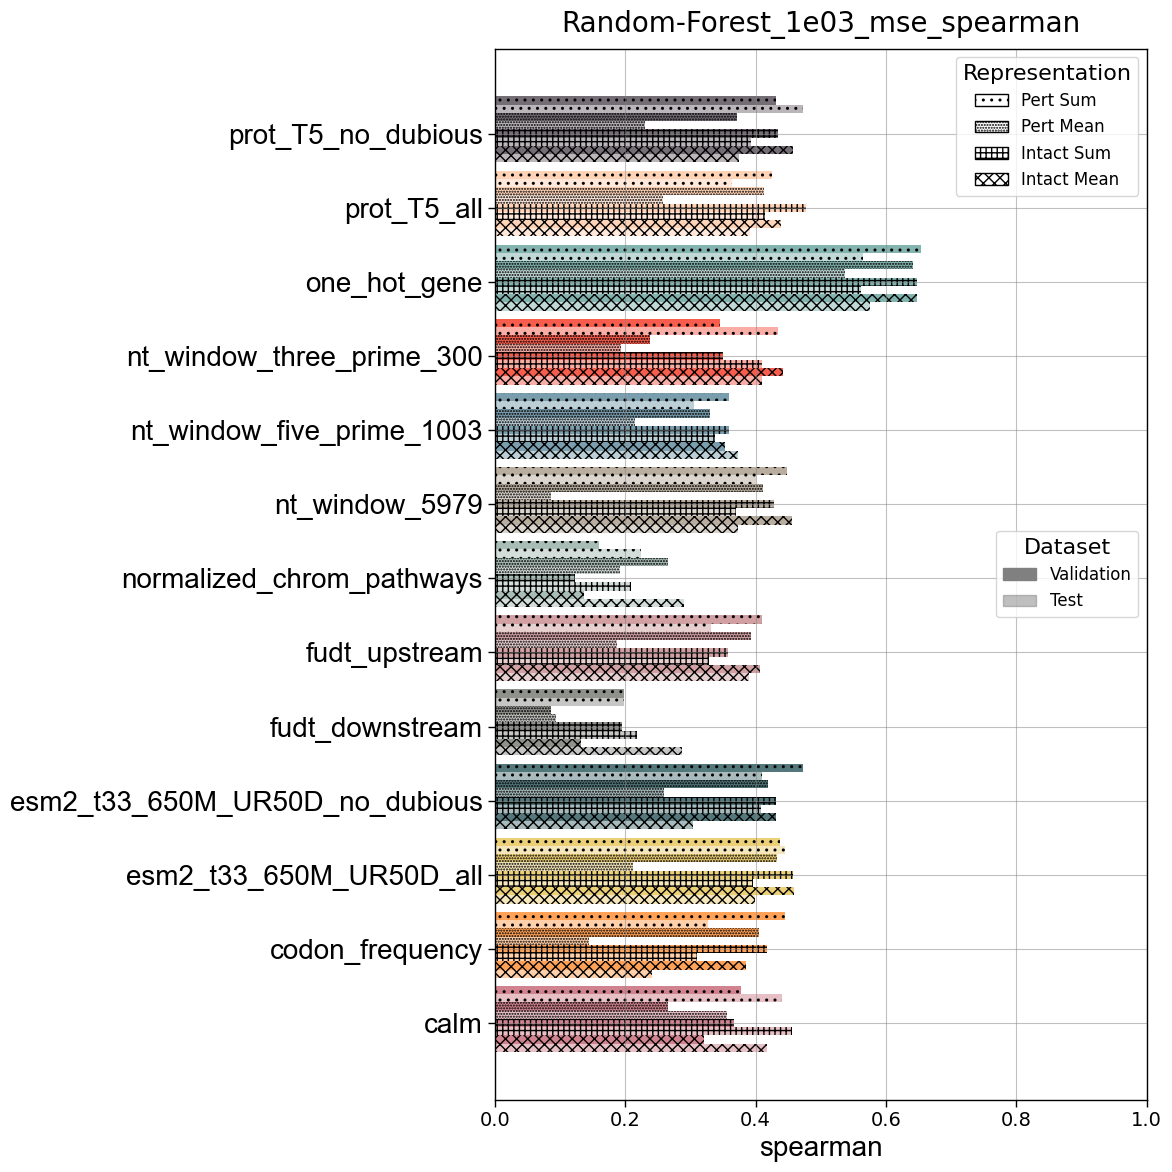 Random-Forest_1e03_mse_spearman
Representation
Pert Sum
Pert Mean
Intact Sum
Intact Mean
prot_T5_no_dubious
prot_T5_all
one_hot_gene
nt_window_three_prime_300
nt_window_five_prime_1003
nt_window_5979
Dataset
Validation
Test
normalized_chrom_pathways
fudt_upstream
fudt_downstream
esm2_t33_650M_UR50D_no_dubious
esm2_t33_650M_UR50D_all
codon_frequency
calm
0.0 0.2 0.4 0.6 0.8 1.0
spearman